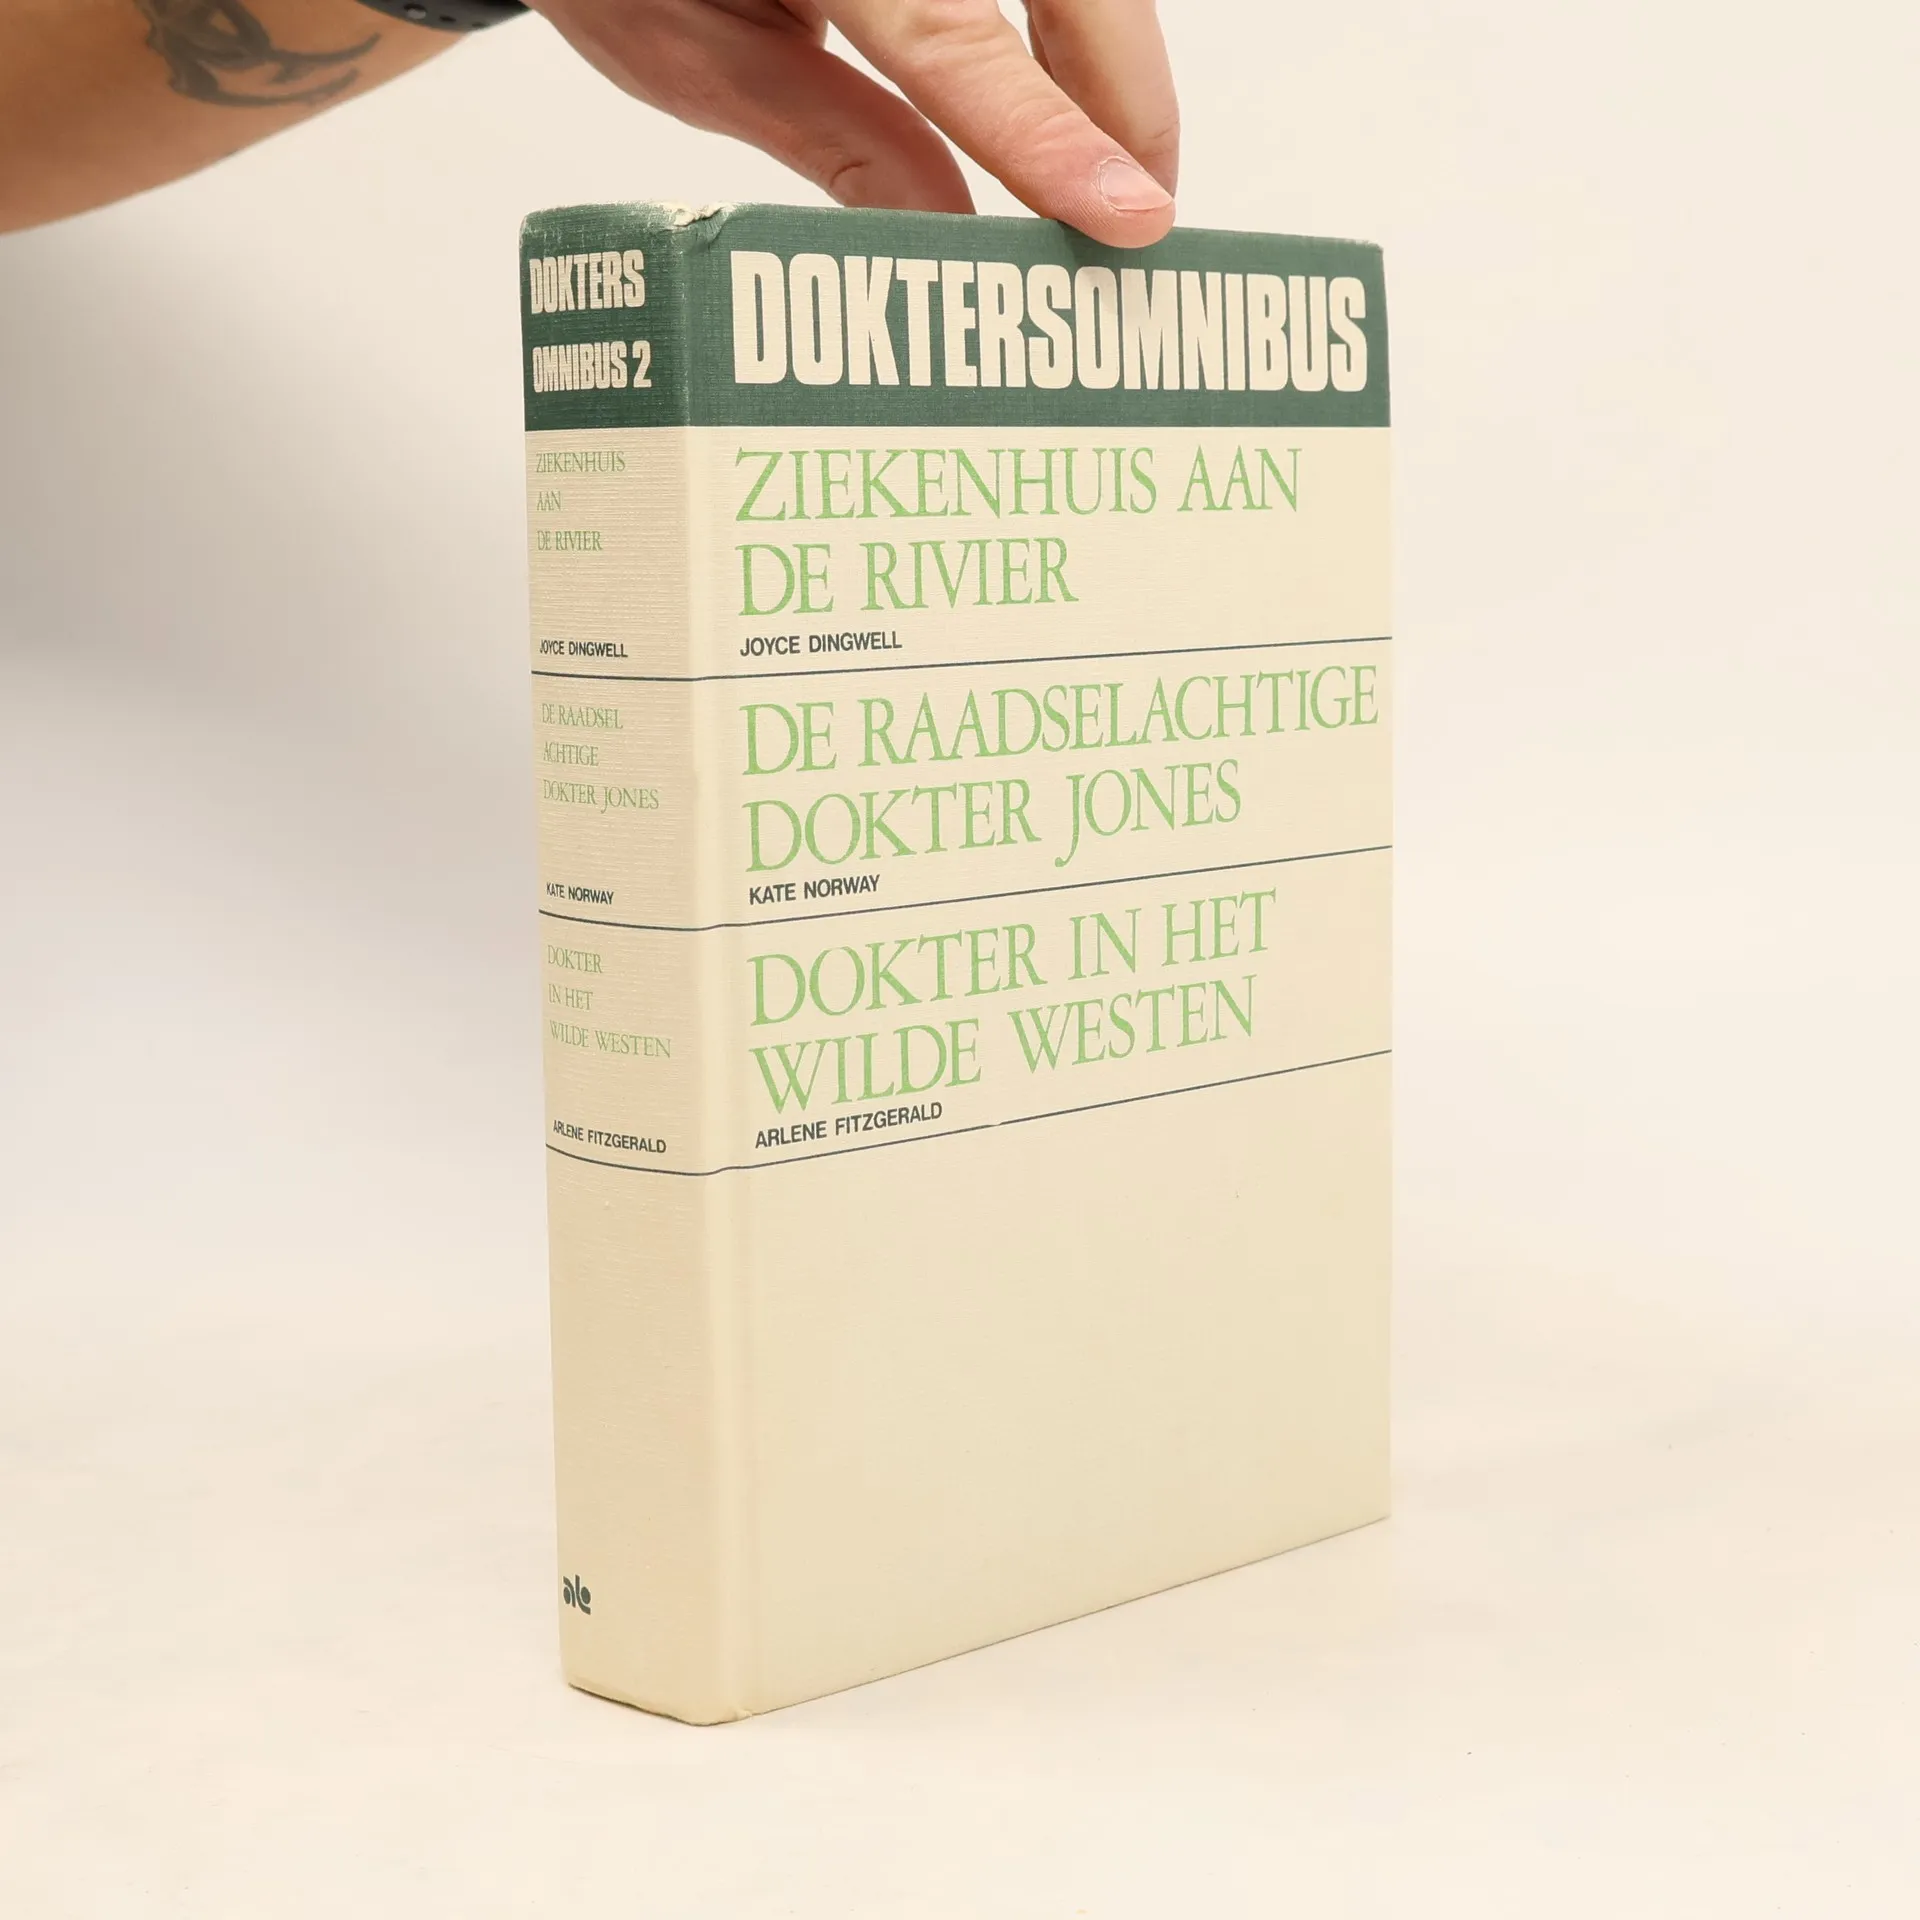 DOKTERS
OMNIBUS 2
ZIEKENHUIS
AAN
DE RIVIER
JOYCE DINGWELL
DE RAADSEL
ACHTIGE
DOKTER JONES
KATE NORWAY
DOKTER
IN HET
WILDE WESTEN
ARLENE FITZGERALD
DOKTERSOMNIBUS
ZIEKENHUIS AAN
DE RIVIER
JOYCE DINGWELL
DE RAADSELACHTIGE
DOKTER JONES
KATE NORWAY
DOKTER IN HET
WILDE WESTEN
ARLENE FITZGERALD